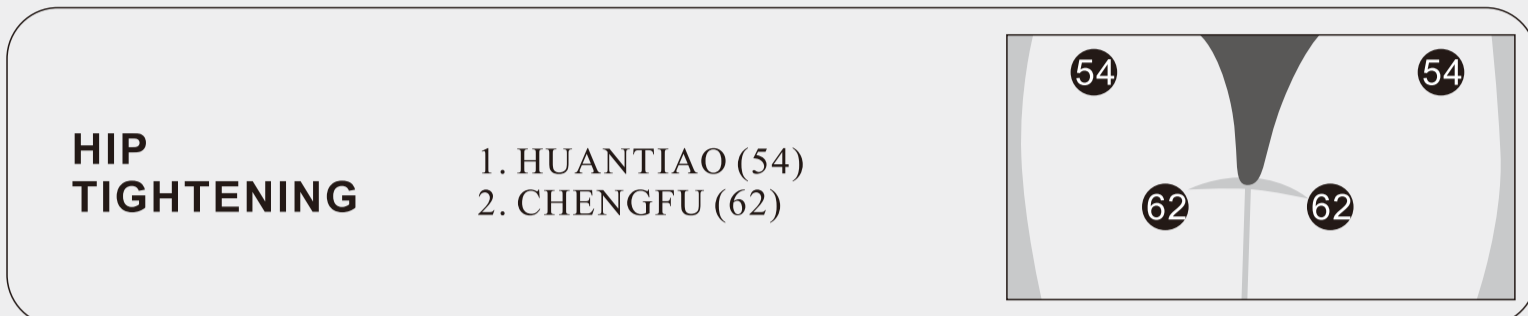 HIP
TIGHTENING
1. HUANTIAO (54)
2. CHENGFU (62)
54 54
62 62